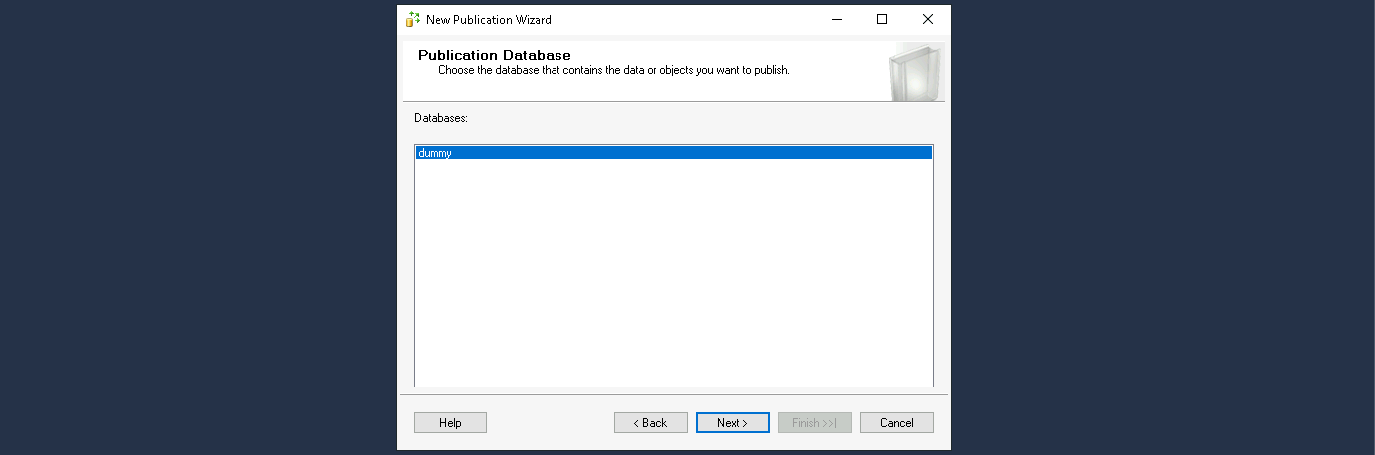 New Publication Wizard
Publication Database
Choose the database that contains the data or objects you want to publish.
Databases:
dummy
Help
< Back
Next >
Finish >>|
Cancel